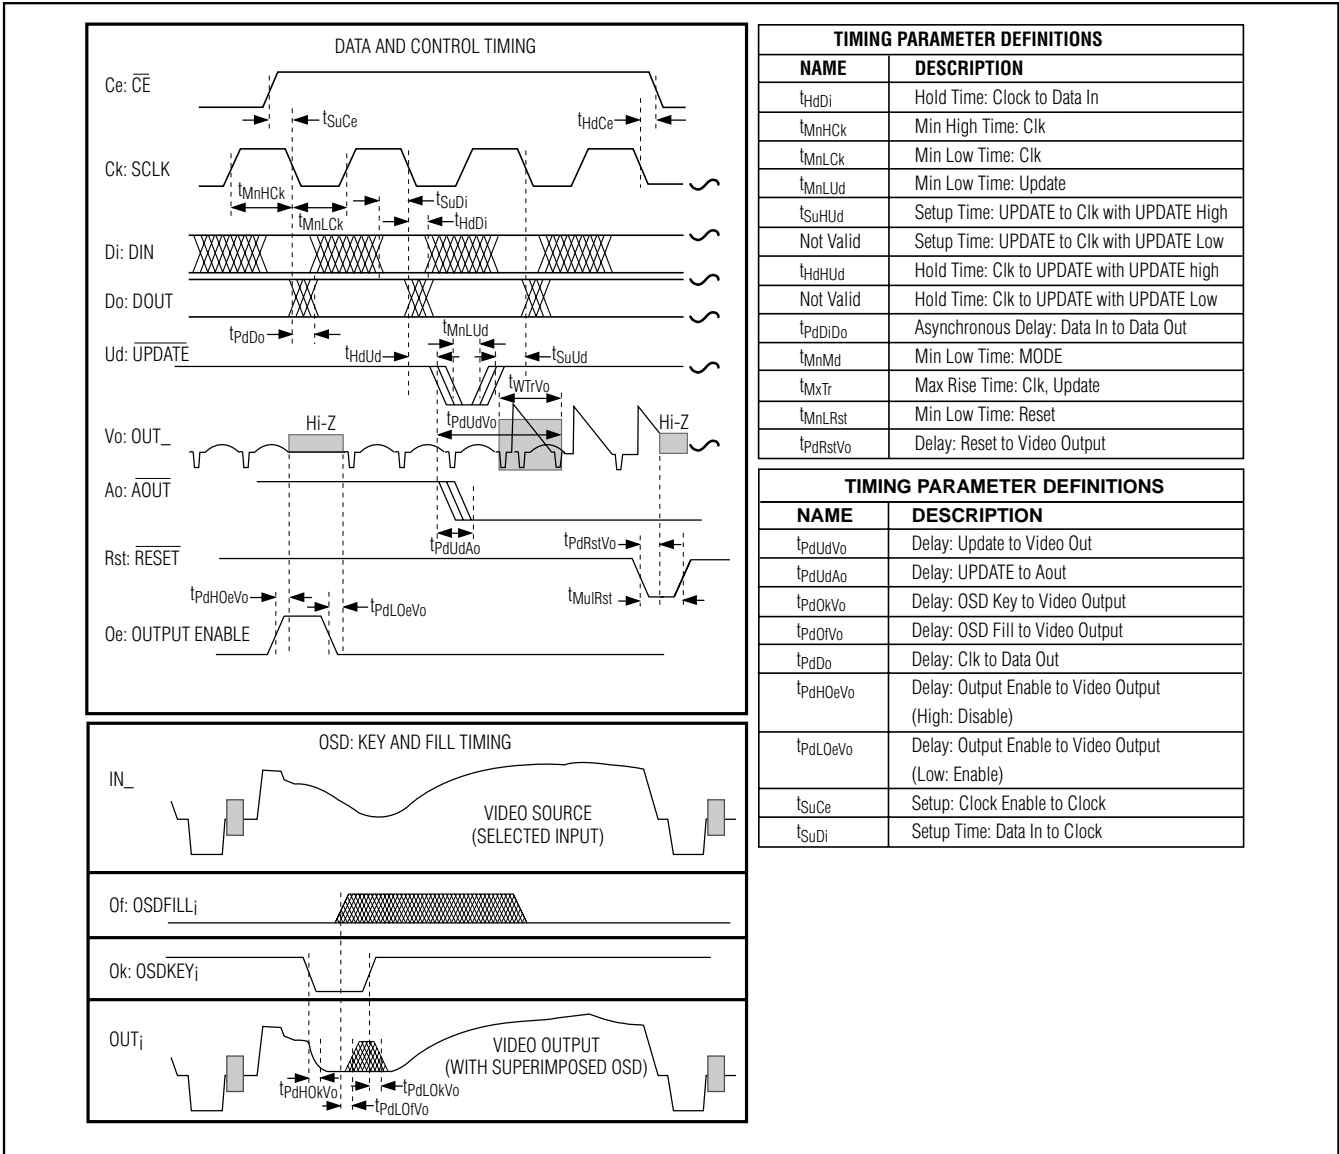 DATA AND CONTROL TIMING
Ce: CE
tSuCe
tHdCe
Ck: SCLK
tMnHCk
tMnLCk
tSuDi
tHdDi
Di: DIN
Do: DOUT
tPdDo
tMnLUd
Ud: UPDATE
tHdUd
tSuUd
tWTrVo
tPdUdVo
Vo: OUT_
Hi-Z
Hi-Z
Ao: AOUT
tPdUdAo
Rst: RESET
tPdRstVo
tMulRst
tPdHOeVo
tPdLOeVo
Oe: OUTPUT ENABLE
OSD: KEY AND FILL TIMING
IN_
VIDEO SOURCE
(SELECTED INPUT)
Of: OSDFILLi
Ok: OSDKEYi
OUTi
VIDEO OUTPUT
(WITH SUPERIMPOSED OSD)
tPdHOkVo
tPdLOkVo
tPdLOfVo
TIMING PARAMETER DEFINITIONS
NAME DESCRIPTION
tHdDi Hold Time: Clock to Data In
tMnHCk Min High Time: Clk
tMnLCk Min Low Time: Clk
tMnLUd Min Low Time: Update
tSuHUd Setup Time: UPDATE to Clk with UPDATE High
Not Valid Setup Time: UPDATE to Clk with UPDATE Low
tHdHUd Hold Time: Clk to UPDATE with UPDATE high
Not Valid Hold Time: Clk to UPDATE with UPDATE Low
tPdDiDo Asynchronous Delay: Data In to Data Out
tMnMd Min Low Time: MODE
tMxTr Max Rise Time: Clk, Update
tMnLRst Min Low Time: Reset
tPdRstVo Delay: Reset to Video Output
TIMING PARAMETER DEFINITIONS
NAME DESCRIPTION
tPdUdVo Delay: Update to Video Out
tPdUdAo Delay: UPDATE to Aout
tPdOkVo Delay: OSD Key to Video Output
tPdOfVo Delay: OSD Fill to Video Output
tPdDo Delay: Clk to Data Out
tPdHOeVo Delay: Output Enable to Video Output
(High: Disable)
tPdLOeVo Delay: Output Enable to Video Output
(Low: Enable)
tSuCe Setup: Clock Enable to Clock
tSuDi Setup Time: Data In to Clock